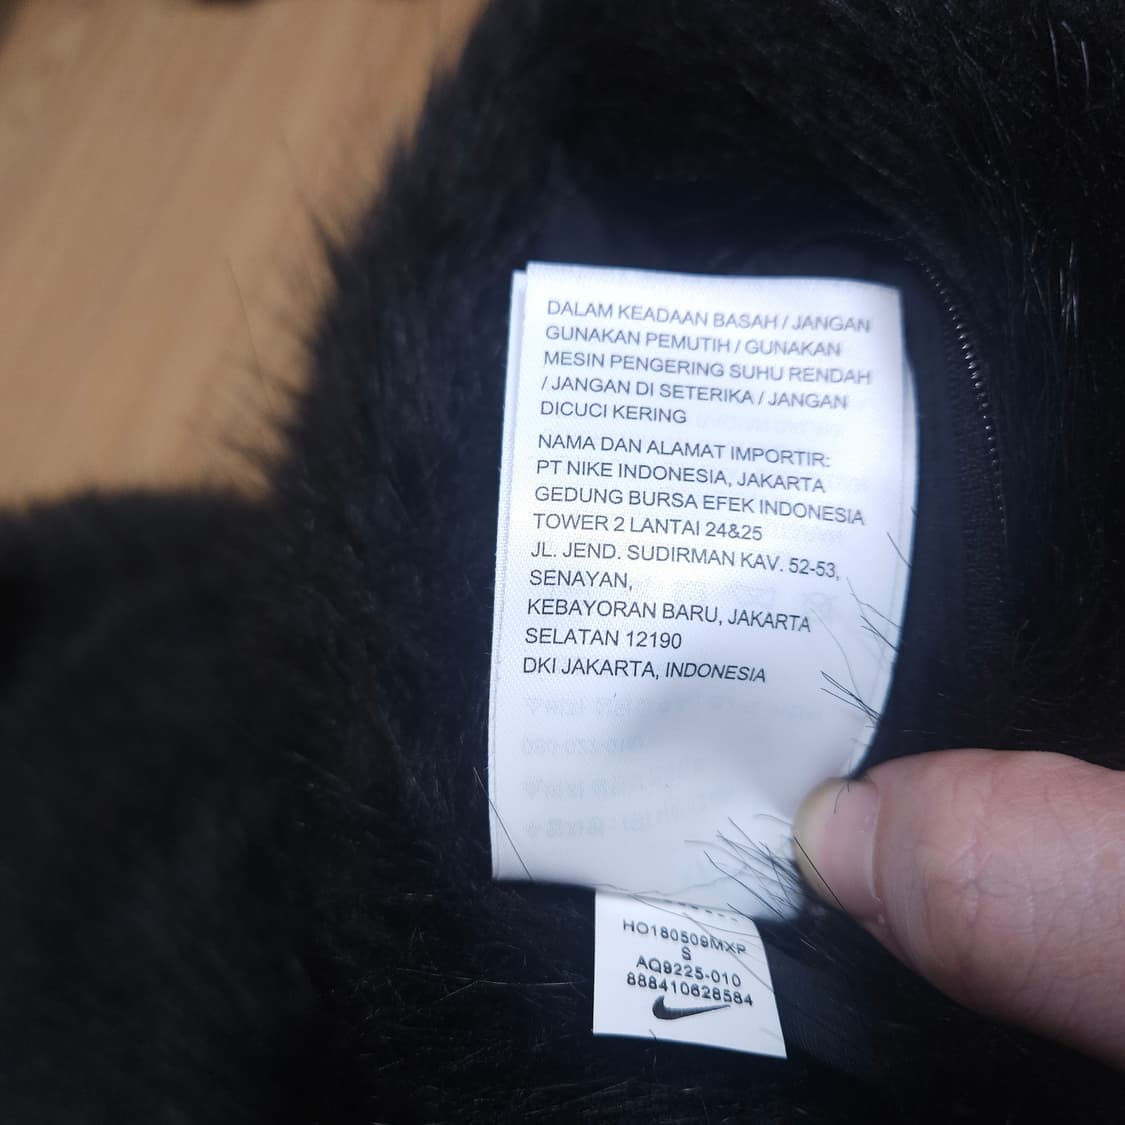 DALAM KEADAAN BASAH / JANGAN
GUNAKAN PEMUTIH / GUNAKAN
MESIN PENGERING SUHU RENDAH
/ JANGAN DI SETERIKA / JANGAN
DICUCI KERING
NAMA DAN ALAMAT IMPORTIR:
PT NIKE INDONESIA, JAKARTA
GEDUNG BURSA EFEK INDONESIA
TOWER 2 LANTAI 24&25
JL. JEND. SUDIRMAN KAV. 52-53,
SENAYAN,
KEBAYORAN BARU, JAKARTA
SELATAN 12190
DKI JAKARTA, INDONESIA
HO180509MXP
S
AQ9225-010
888410628584